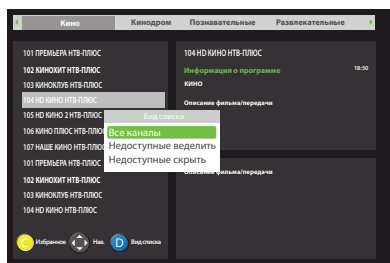 Кино Кинодром Познавательные Развлекательные
101 ПРЕМЬЕРА НТВ-ПЛЮС
102 КИНОХИТ НТВ-ПЛЮС
103 КИНОКЛУБ НТВ-ПЛЮС
104 HD КИНО НТВ-ПЛЮС
105 HD КИНО 2 НТВ-ПЛЮС
106 КИНО ПЛЮС НТВ-ПЛЮ
107 НАШЕ КИНО НТВ-ПЛЮ
101 ПРЕМЬЕРА НТВ-ПЛЮС
102 КИНОХИТ НТВ-ПЛЮС
103 КИНОКЛУБ НТВ-ПЛЮС
104 HD КИНО НТВ-ПЛЮС
C Избранное Нав. D Вид списка
Вид списка
Все каналы
Недоступные веделить
Недоступные скрыть
104 HD КИНО НТВ-ПЛЮС
Информация о программе 18:50
КИНО
Описание фильма/передачи
Описание фильма/передачи